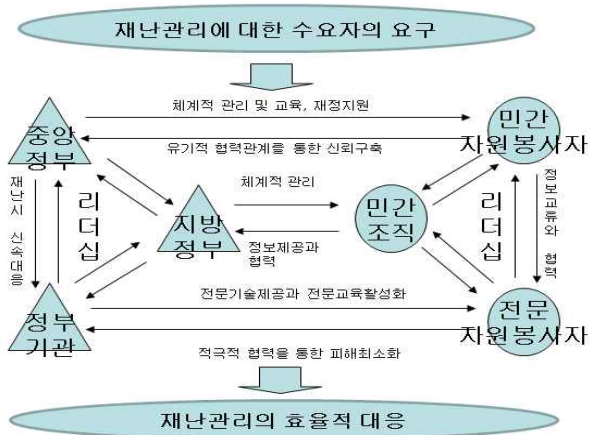 재난관리에 대한 수요자의 요구
체계적 관리 및 교육, 재정지원
중앙
정부
민간
자원봉사자
유기적 협력관계를 통한 신뢰구축
재난시 신속대응
리더십
체계적 관리
지방
정부
민간
조직
리더십
정보교류와 협력
정보제공과
협력
전문기술제공과 전문교육활성화
정부
기관
전문
자원봉사자
적극적 협력을 통한 피해최소화
재난관리의 효율적 대응